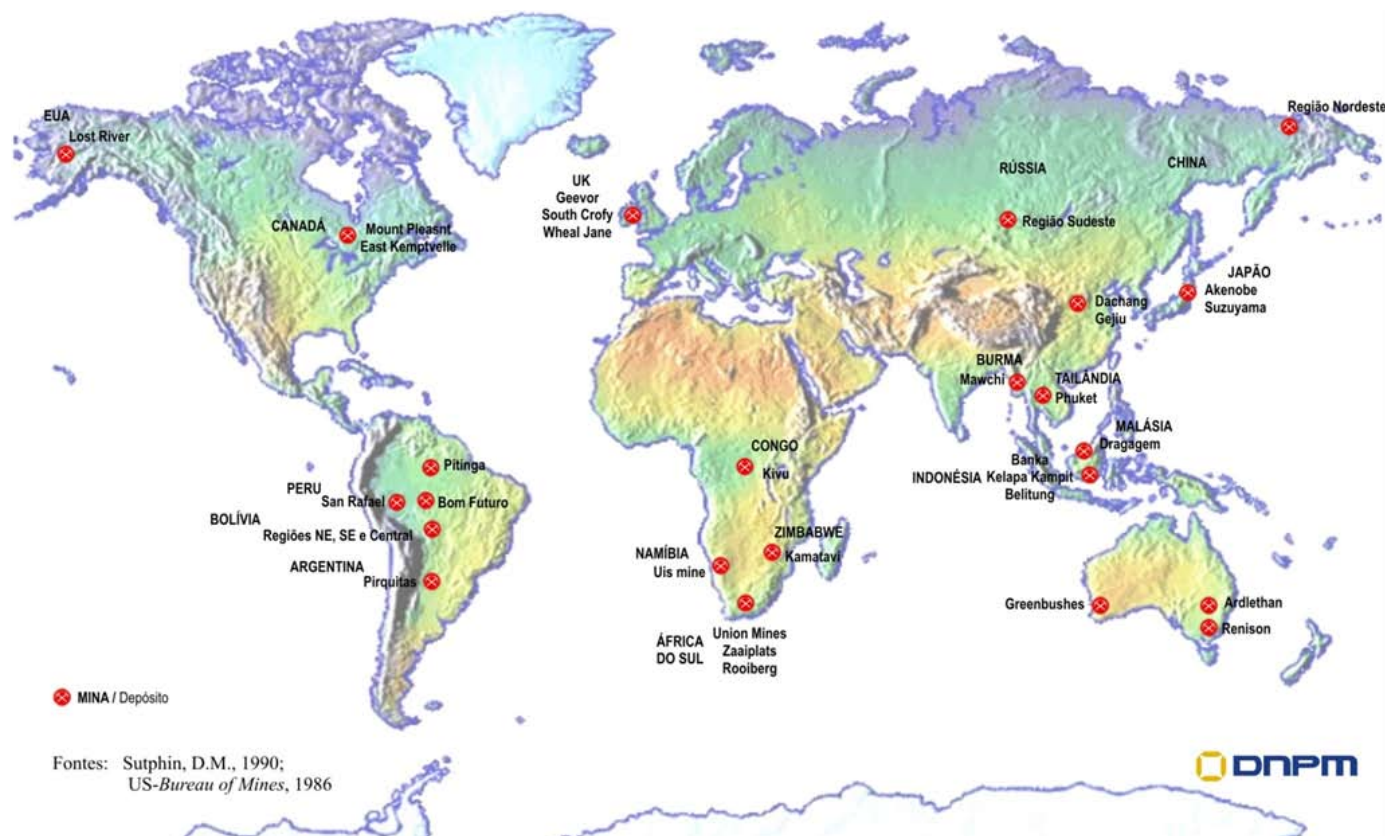 EUA
Lost River
CANADÁ
Mount Pleasnt
East Kemptvelle
UK
Geevor
South Crofy
Wheal Jane
RÚSSIA
CHINA
Região Nordeste
Região Sudeste
JAPÃO
Akenobe
Suzuyama
Dachang
Gejiu
BURMA
Mawchi
TAILÂNDIA
Phuket
MALÁSIA
Dragagem
INDONÉSIA
Banka
Kelapa Kampit
Belitung
CONGO
Kivu
Pitinga
PERU
San Rafael
Bom Futuro
BOLÍVIA
Regiões NE, SE e Central
ARGENTINA
Pirquitas
NAMÍBIA
Uis mine
ZIMBABWE
Kamatavi
ÁFRICA
DO SUL
Union Mines
Zaaiplats
Rooiberg
Greenbushes
Ardlethan
Renison
MINA / Depósito
Fontes: Sutphin, D.M., 1990;
US-Bureau of Mines, 1986
DNPM